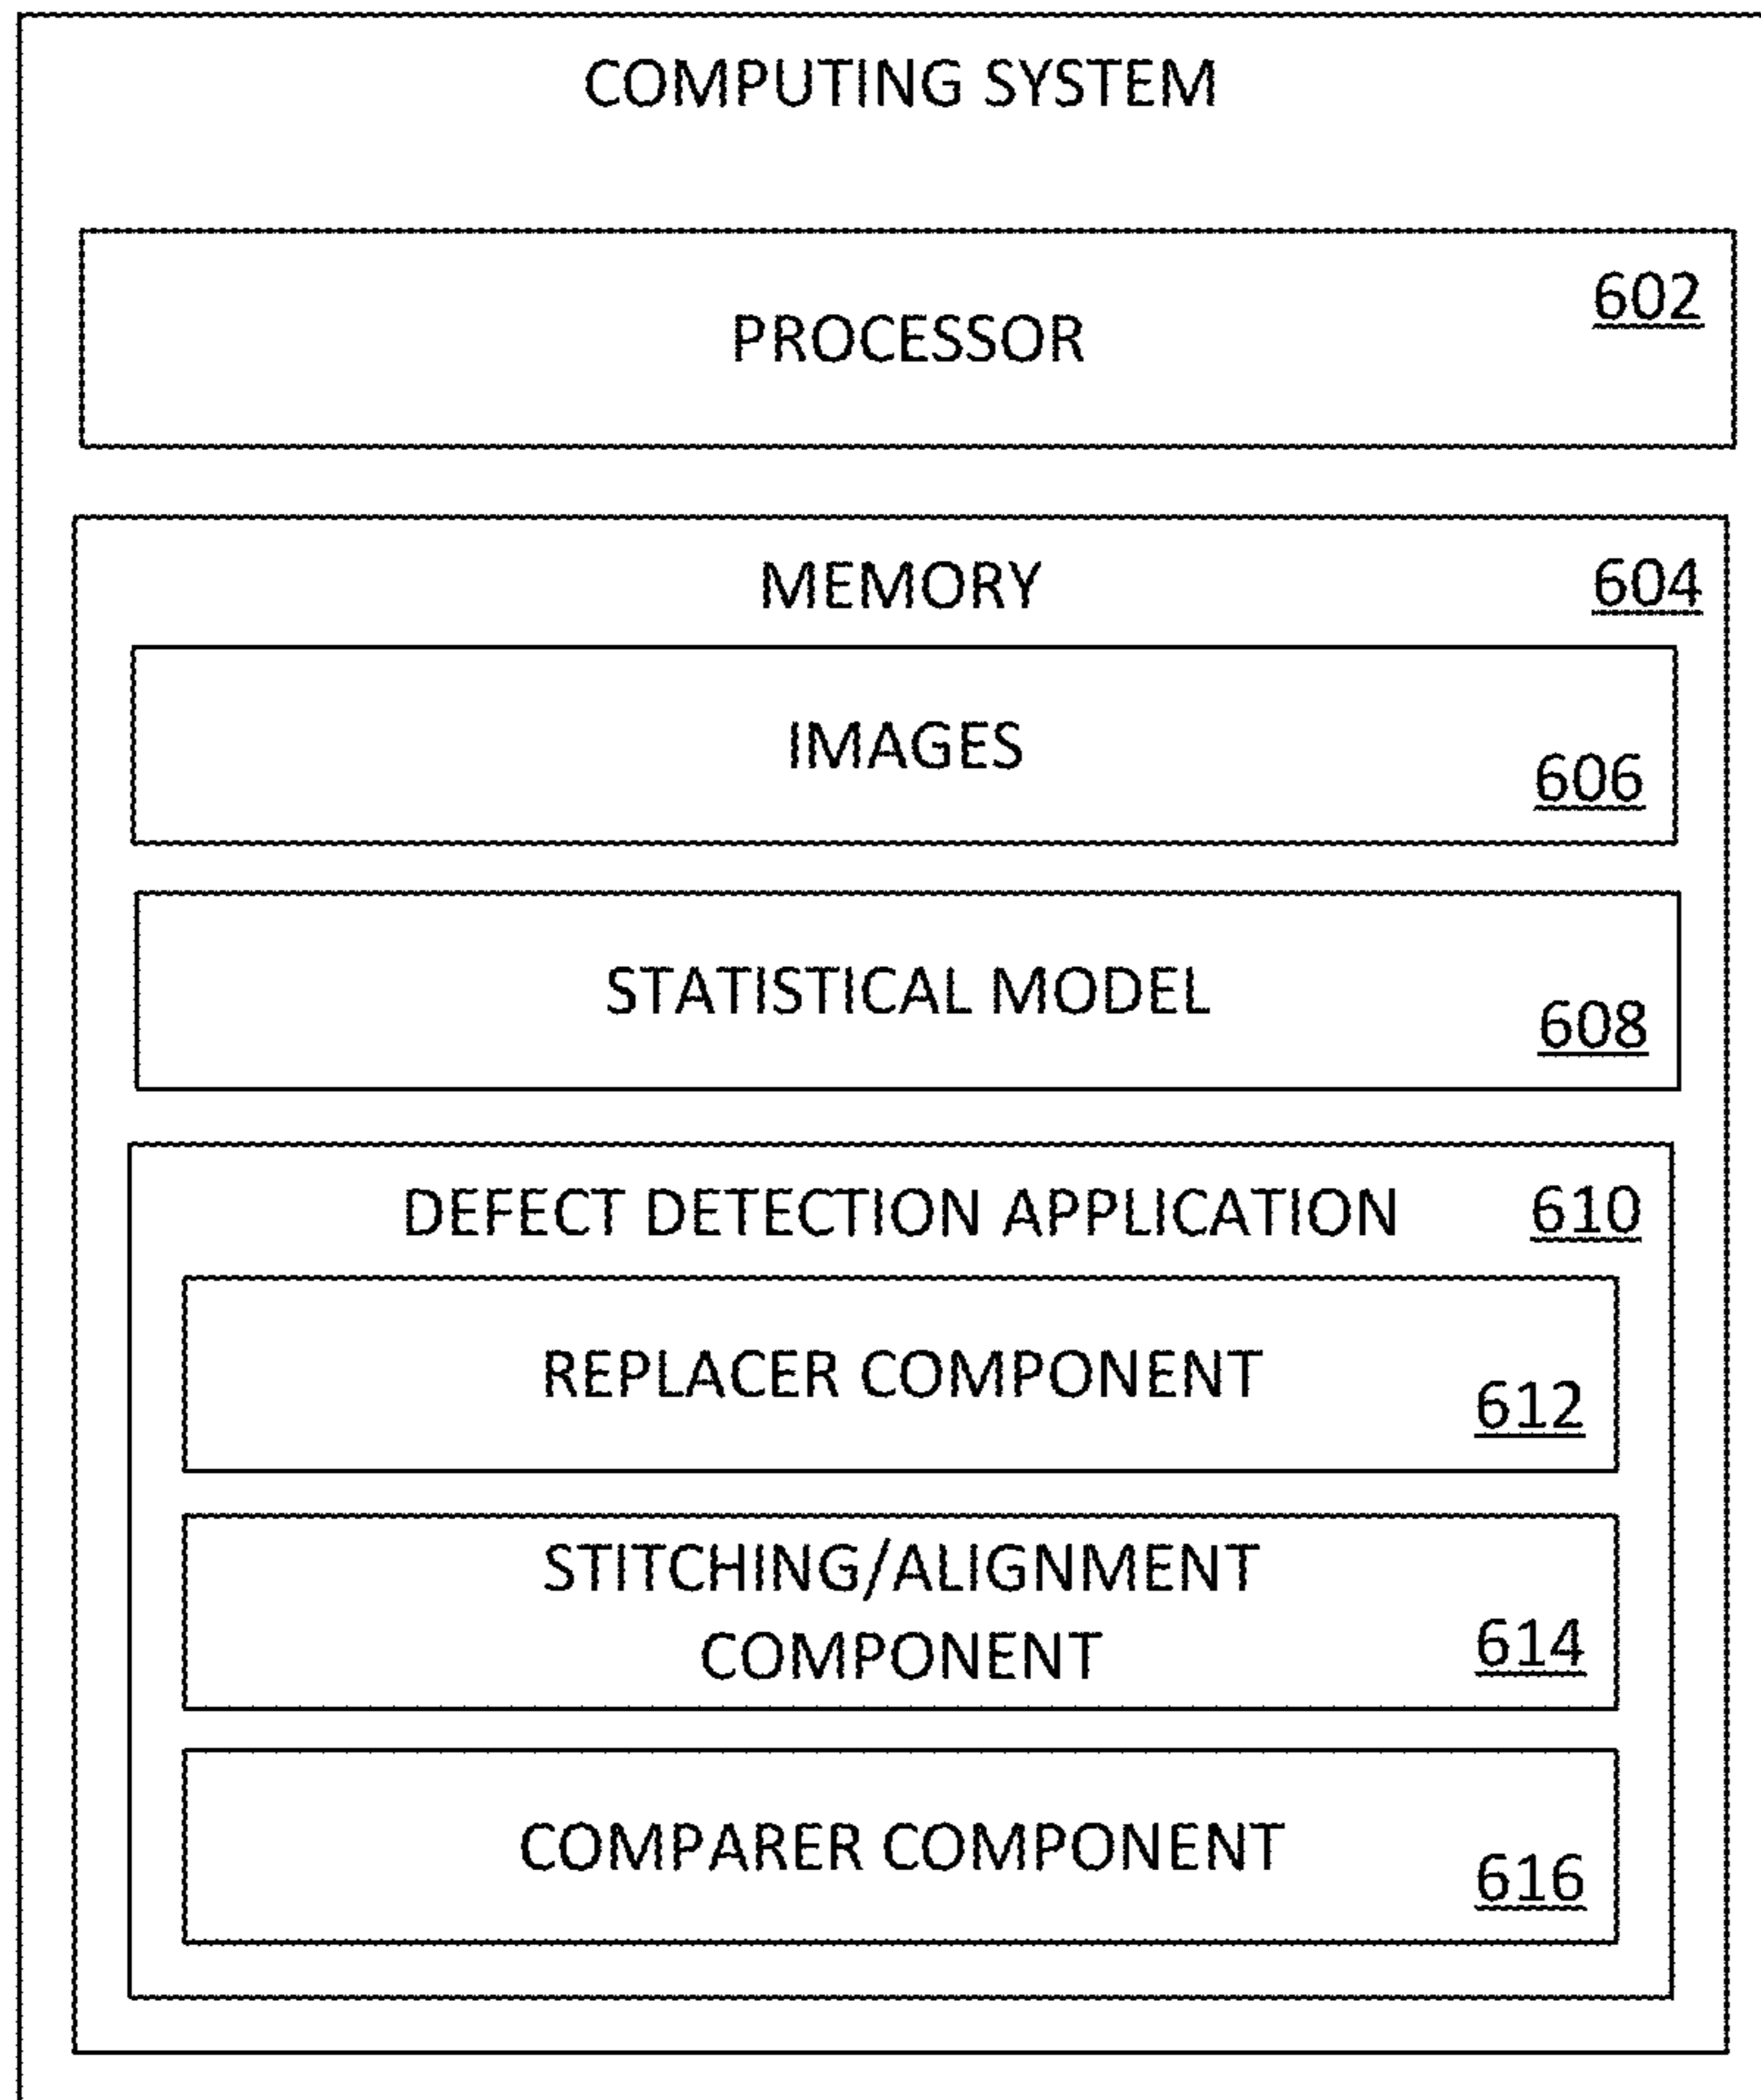 COMPUTING SYSTEM
602
PROCESSOR
MEMORY 604
IMAGES
606
STATISTICAL MODEL
608
DEFECT DETECTION APPLICATION 610
REPLACER COMPONENT
612
STITCHING/ALIGNMENT
COMPONENT 614
COMPARER COMPONENT
616